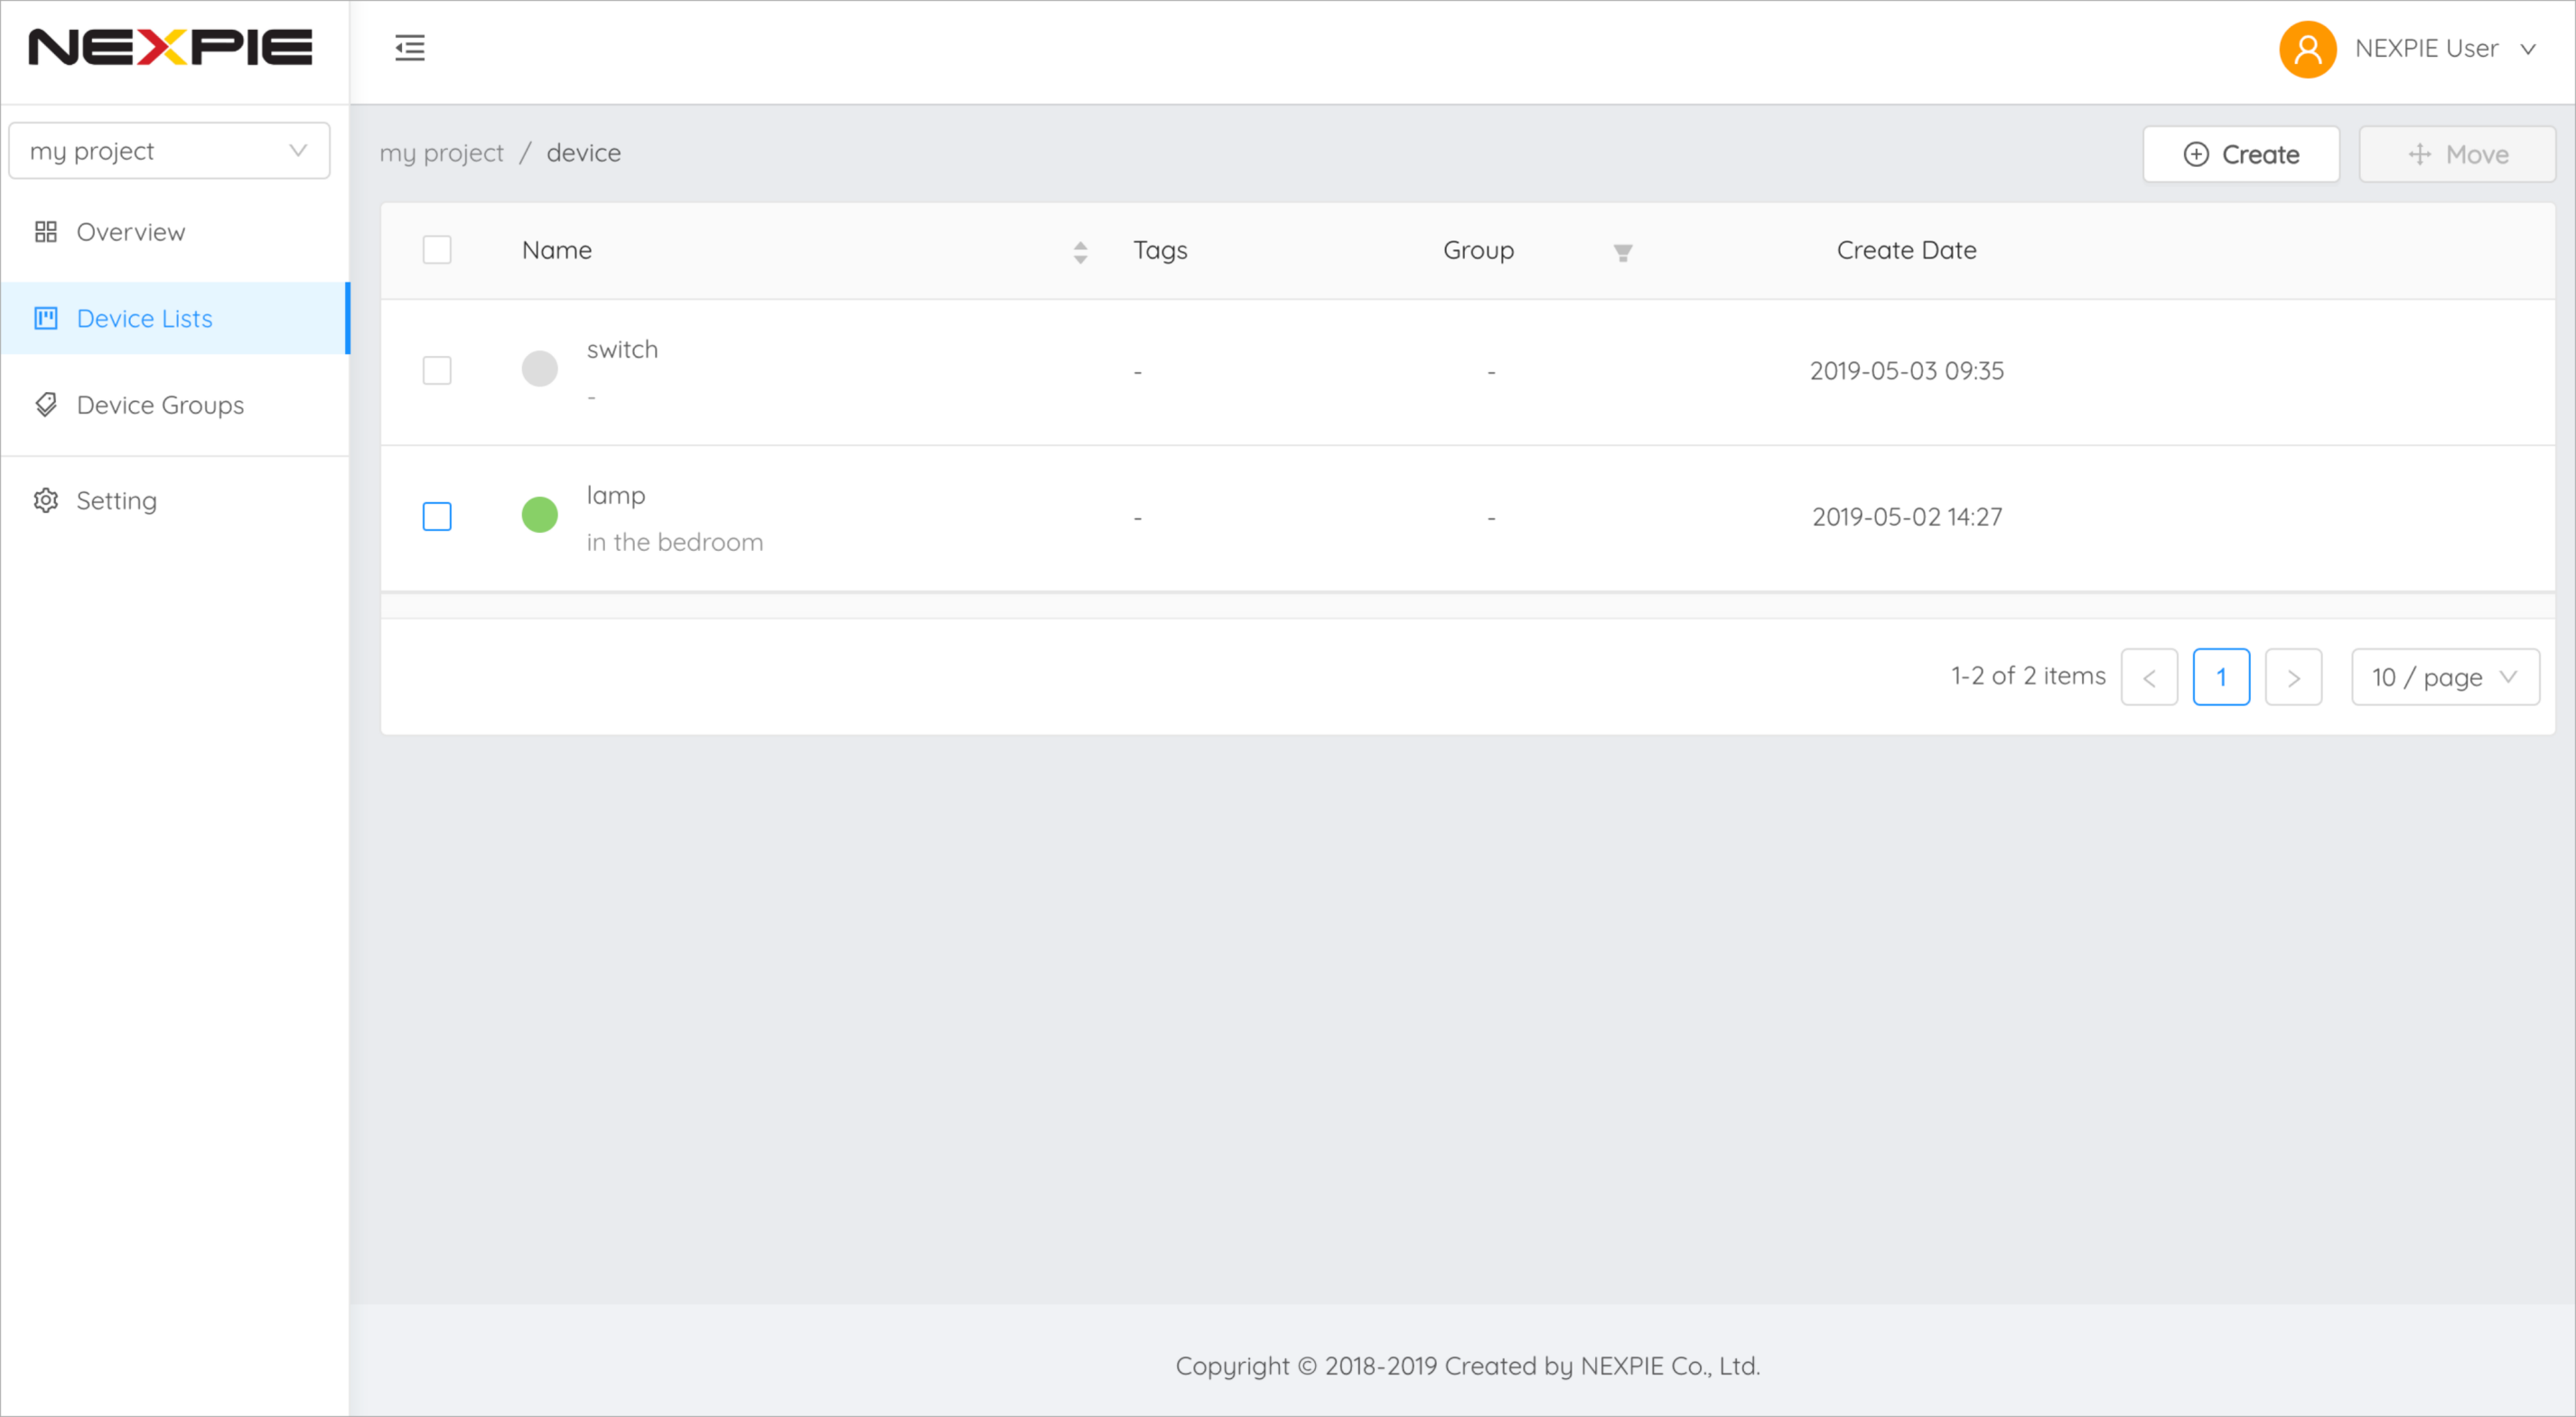 NEXPIE
NEXPIE User
my project
my project / device
Create
Move
Overview
Device Lists
Device Groups
Setting
Name Tags Group Create Date
switch
-
- - 2019-05-03 09:35
lamp
in the bedroom
- - 2019-05-02 14:27
1-2 of 2 items < 1 > 10 / page
Copyright © 2018-2019 Created by NEXPIE Co., Ltd.